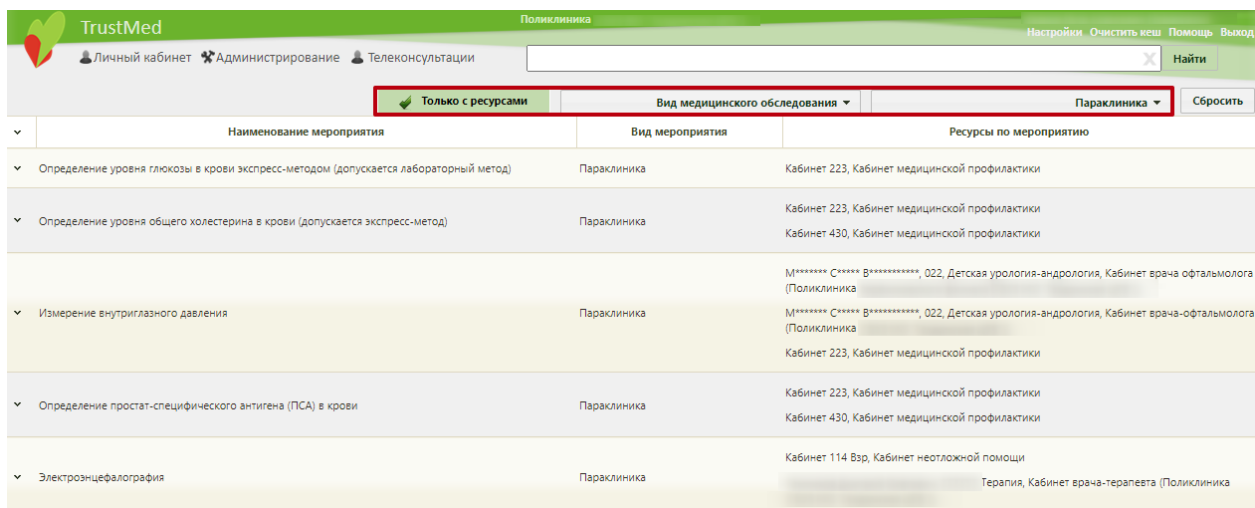 TrustMed
Поликлиника
Настройки Очистить кеш Помощь Выход
Личный кабинет Администрирование Телеконсультации
X Найти
Только с ресурсами Вид медицинского обследования Параклиника Сбросить
Наименование мероприятия Вид мероприятия Ресурсы по мероприятию
Определение уровня глюкозы в крови экспресс-методом (допускается лабораторный метод) Параклиника Кабинет 223, Кабинет медицинской профилактики
Кабинет 223, Кабинет медицинской профилактики
Определение уровня общего холестерина в крови (допускается экспресс-метод) Параклиника
Кабинет 430, Кабинет медицинской профилактики
М******* С***** В***********, 022, Детская урология-андрология, Кабинет врача офтальмолога
(Поликлиника
Измерение внутриглазного давления Параклиника М******* С***** В***********, 022, Детская урология-андрология, Кабинет врача-офтальмолога
(Поликлиника
Кабинет 223, Кабинет медицинской профилактики
Кабинет 223, Кабинет медицинской профилактики
Определение простат-специфического антигена (ПСА) в крови Параклиника
Кабинет 430, Кабинет медицинской профилактики
Кабинет 114 Взр, Кабинет неотложной помощи
Электроэнцефалография Параклиника
Терапия, Кабинет врача-терапевта (Поликлиника